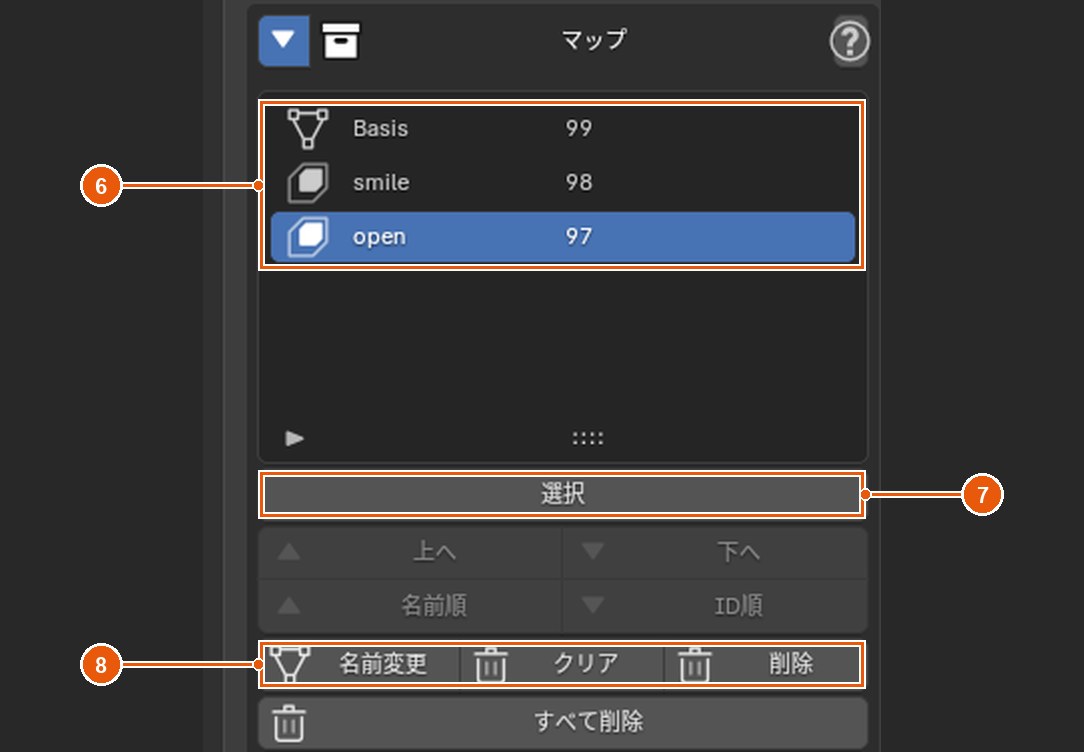 マップ
Basis 99
smile 98
open 97
6
選択
7
上へ 下へ
名前順 ID順
8
名前変更 クリア 削除
すべて削除